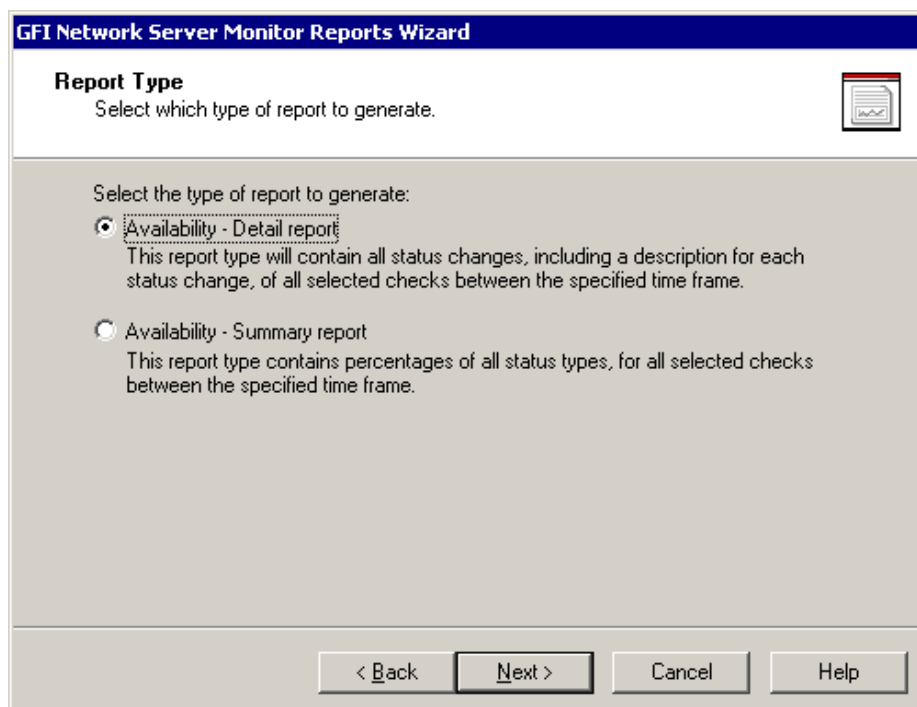 GFI Network Server Monitor Reports Wizard
Report Type
Select which type of report to generate.
Select the type of report to generate:
Availability - Detail report
This report type will contain all status changes, including a description for each
status change, of all selected checks between the specified time frame.
Availability - Summary report
This report type contains percentages of all status types, for all selected checks
between the specified time frame.
< Back
Next >
Cancel
Help